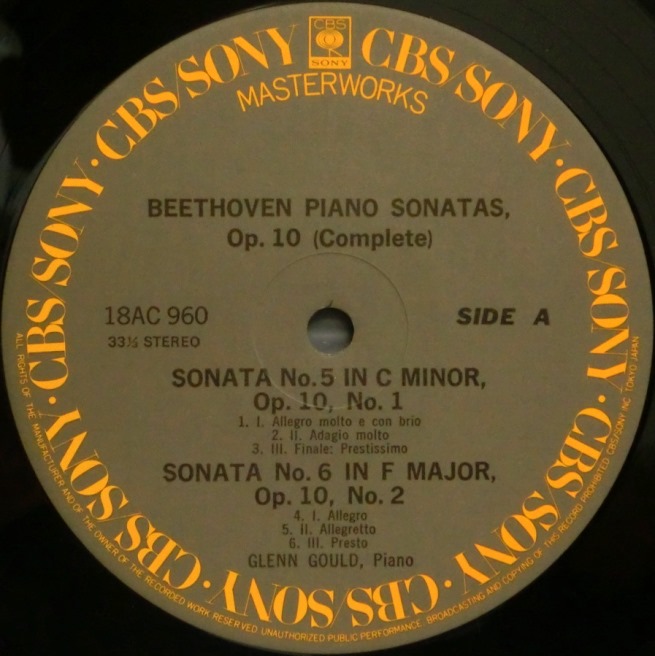 CBS
SONY
CBS/SONY · CBS/SONY · CBS/SONY · CBS/SONY · CBS/SONY · CBS/SONY · CBS/SONY
MASTERWORKS
BEETHOVEN PIANO SONATAS,
Op. 10 (Complete)
18AC 960
33⅓ STEREO
SIDE A
SONATA No.5 IN C MINOR,
Op. 10, No. 1
1. I. Allegro molto e con brio
2. II. Adagio molto
3. III. Finale: Prestissimo
SONATA No. 6 IN F MAJOR,
Op. 10, No. 2
4. I. Allegro
5. II. Allegretto
6. III. Presto
GLENN GOULD, Piano
ALL RIGHTS OF THE MANUFACTURER AND OF THE OWNER OF THE RECORDED WORK RESERVED. UNAUTHORIZED PUBLIC PERFORMANCE, BROADCASTING AND COPYING OF THIS RECORD PROHIBITED CBS/SONY INC. TOKYO JAPAN